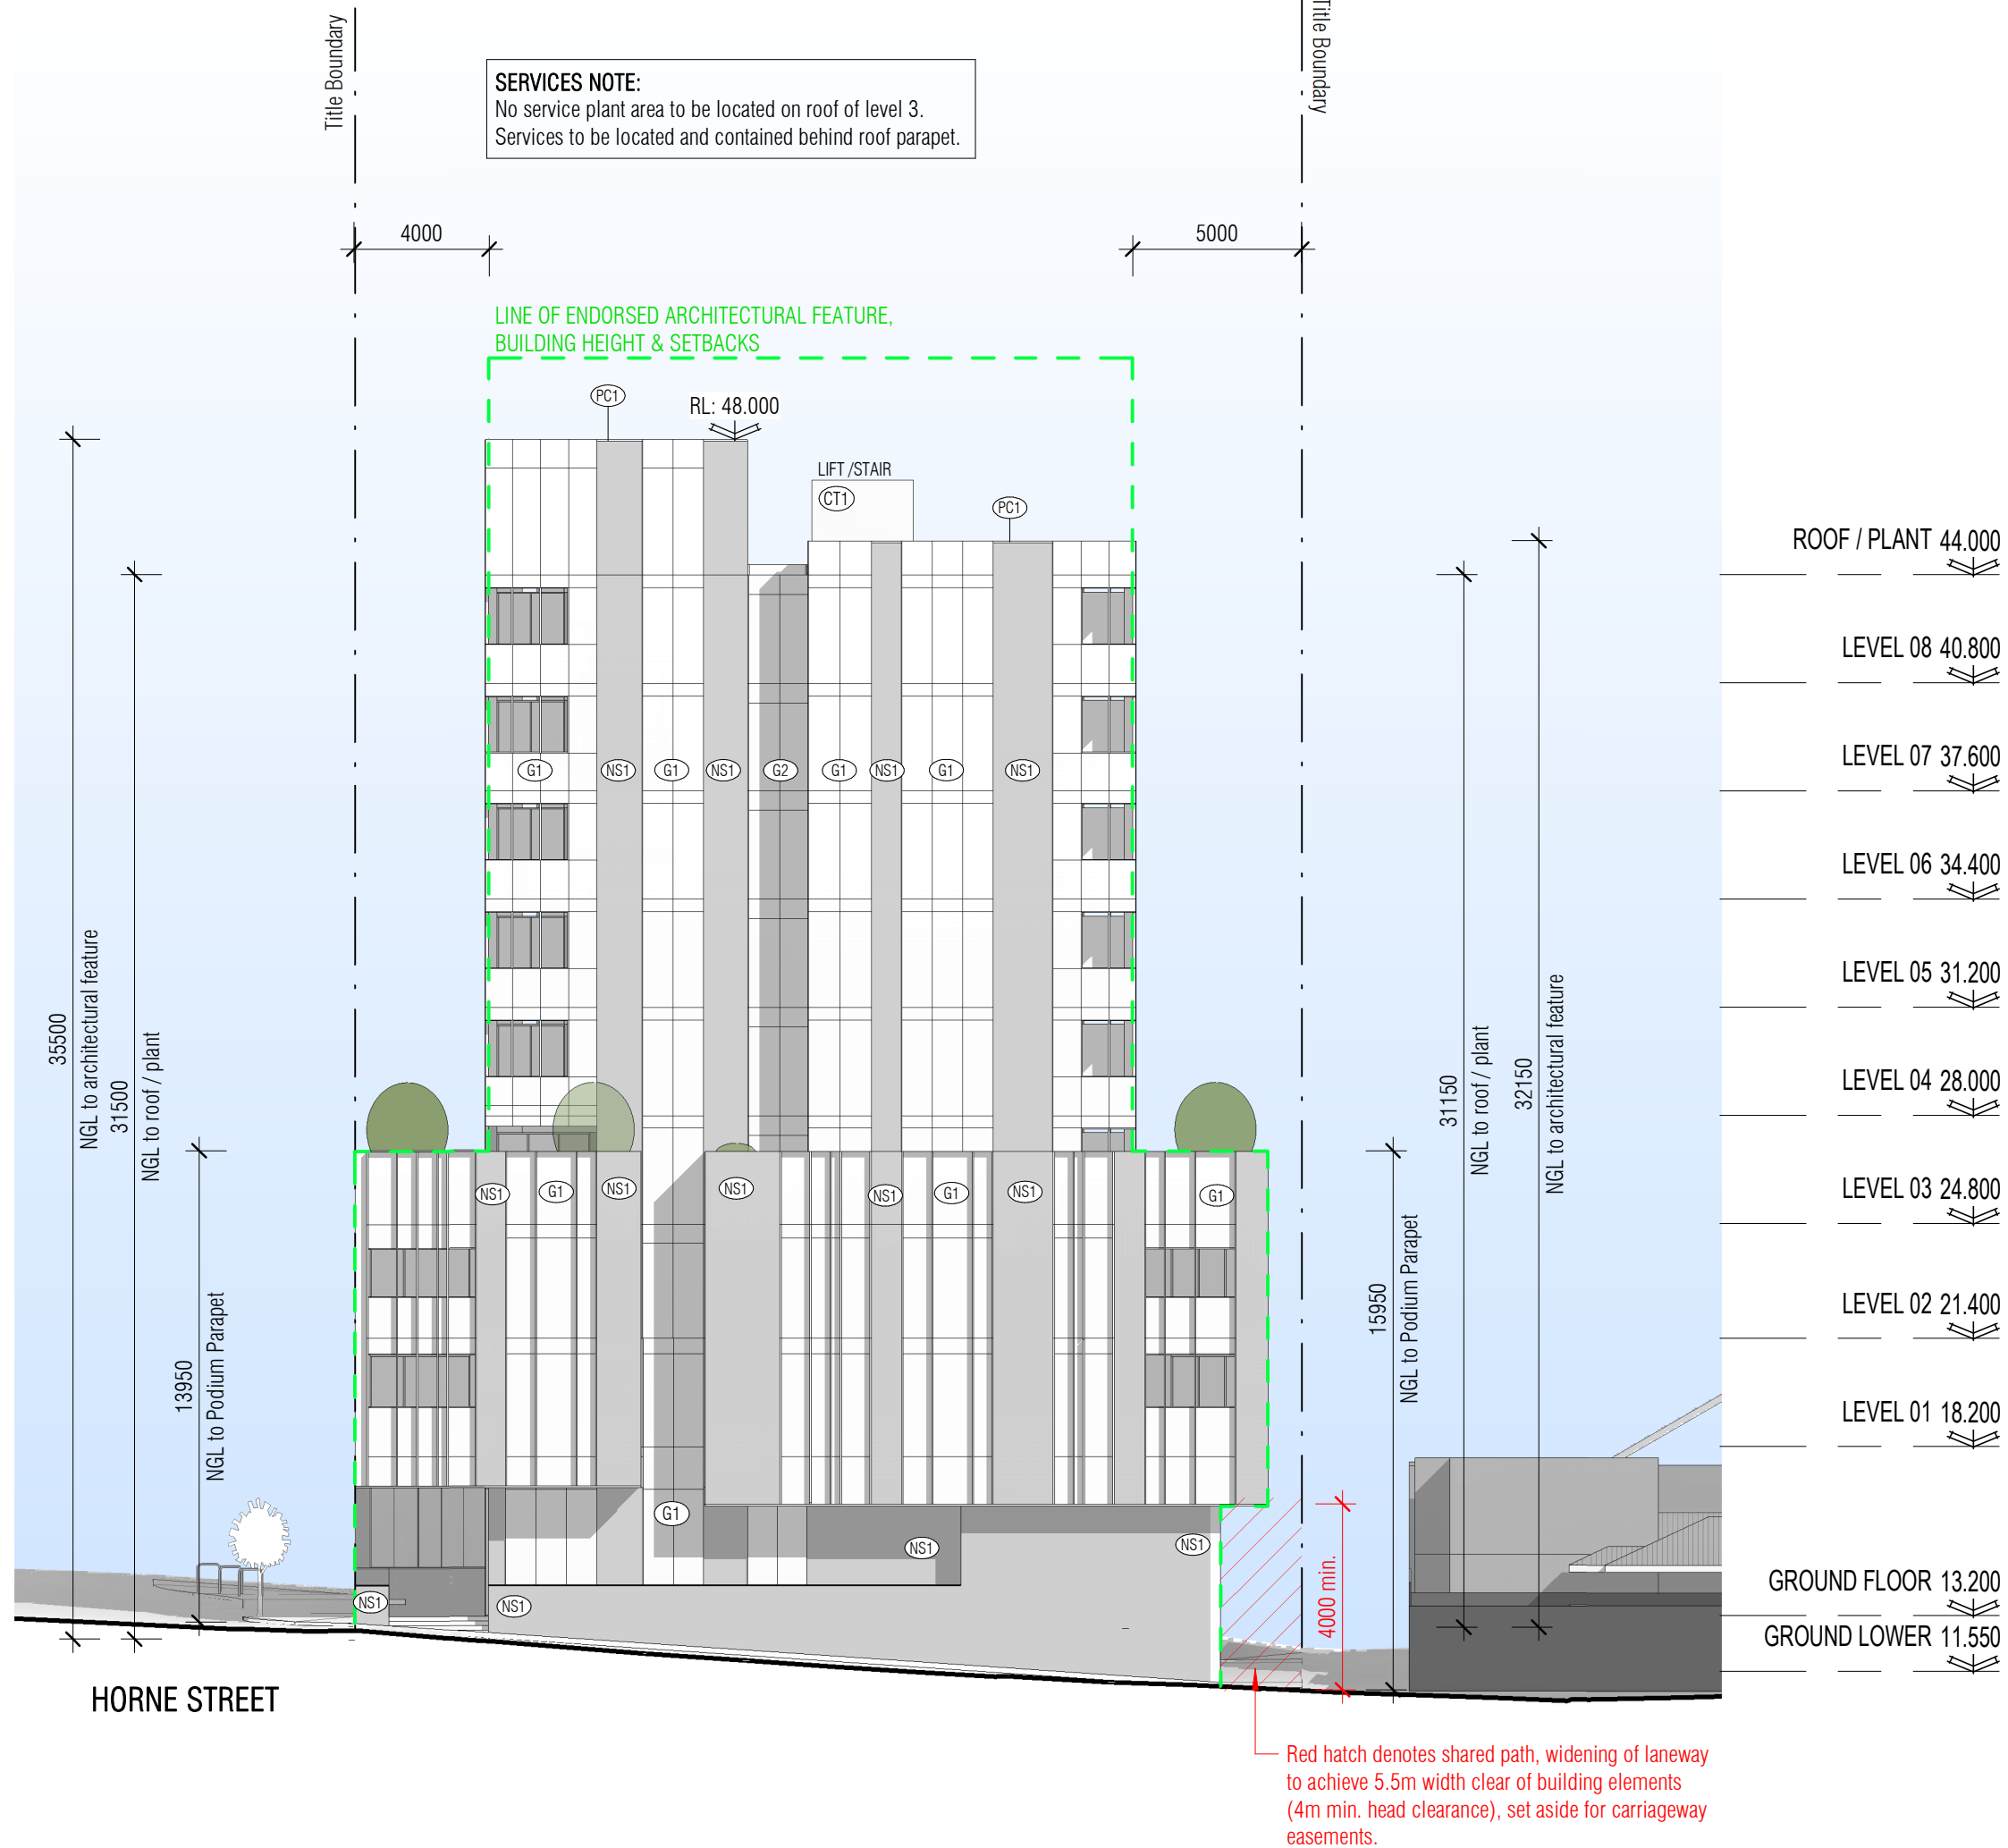 Title Boundary
Title Boundary
SERVICES NOTE:
No service plant area to be located on roof of level 3.
Services to be located and contained behind roof parapet.
4000
5000
LINE OF ENDORSED ARCHITECTURAL FEATURE,
BUILDING HEIGHT & SETBACKS
PC1
RL: 48.000
LIFT /STAIR
CT1
PC1
ROOF / PLANT 44.000
LEVEL 08 40.800
LEVEL 07 37.600
G1
NS1
G1
NS1
G2
G1
NS1
G1
NS1
LEVEL 06 34.400
LEVEL 05 31.200
LEVEL 04 28.000
LEVEL 03 24.800
LEVEL 02 21.400
LEVEL 01 18.200
GROUND FLOOR 13.200
GROUND LOWER 11.550
35500
NGL to architectural feature
31500
NGL to roof / plant
13950
NGL to Podium Parapet
31150
NGL to roof / plant
32150
NGL to architectural feature
15950
NGL to Podium Parapet
NS1
G1
NS1
NS1
NS1
G1
NS1
G1
G1
NS1
NS1
NS1
NS1
4000 min.
HORNE STREET
Red hatch denotes shared path, widening of laneway
to achieve 5.5m width clear of building elements
(4m min. head clearance), set aside for carriageway
easements.